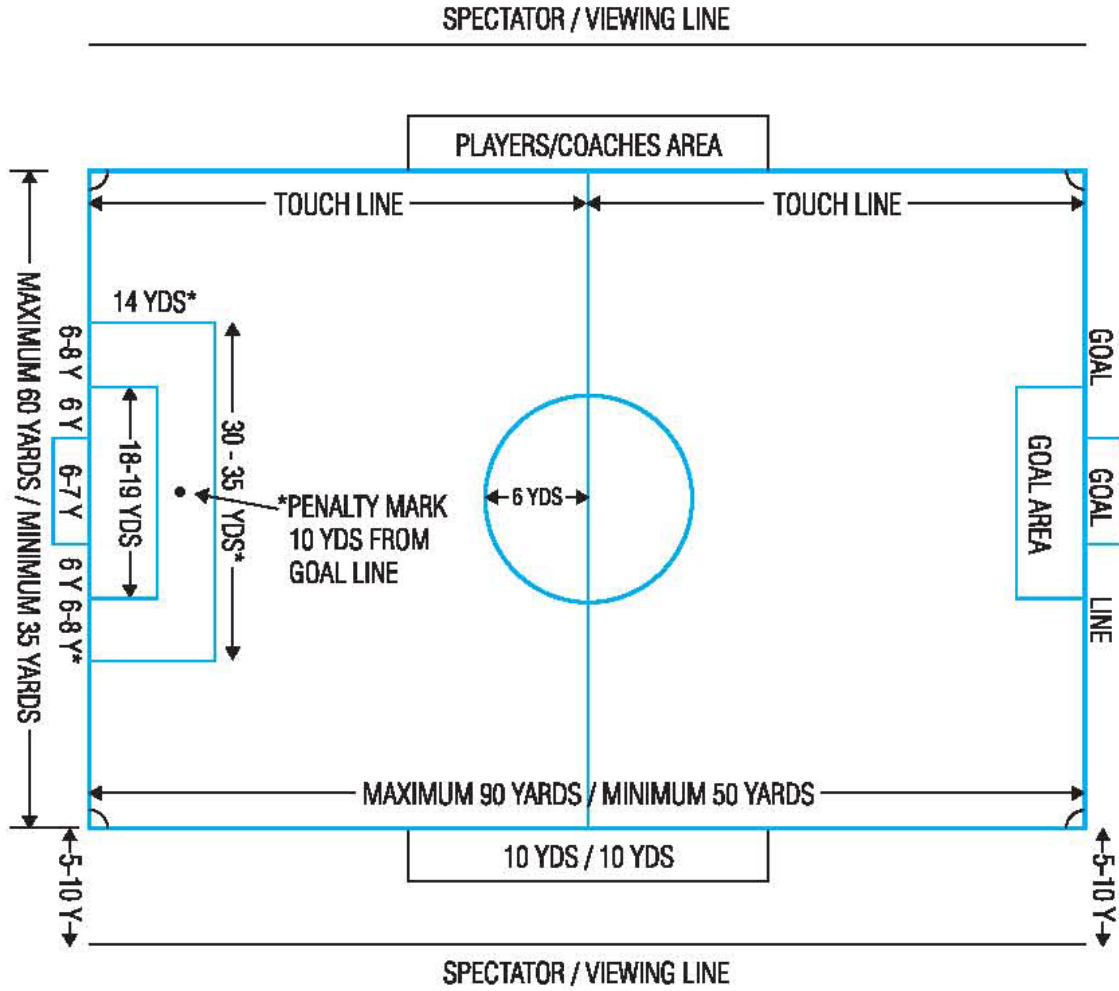 SPECTATOR / VIEWING LINE
PLAYERS/COACHES AREA
TOUCH LINE
TOUCH LINE
MAXIMUM 60 YARDS / MINIMUM 35 YARDS
14 YDS*
6-8 Y
6 Y
6-7 Y
6 Y
6-8 Y*
18-19 YDS
30 - 35 YDS*
*PENALTY MARK
10 YDS FROM
GOAL LINE
6 YDS
GOAL AREA
GOAL
GOAL
LINE
MAXIMUM 90 YARDS / MINIMUM 50 YARDS
10 YDS / 10 YDS
5-10 Y
5-10 Y
SPECTATOR / VIEWING LINE